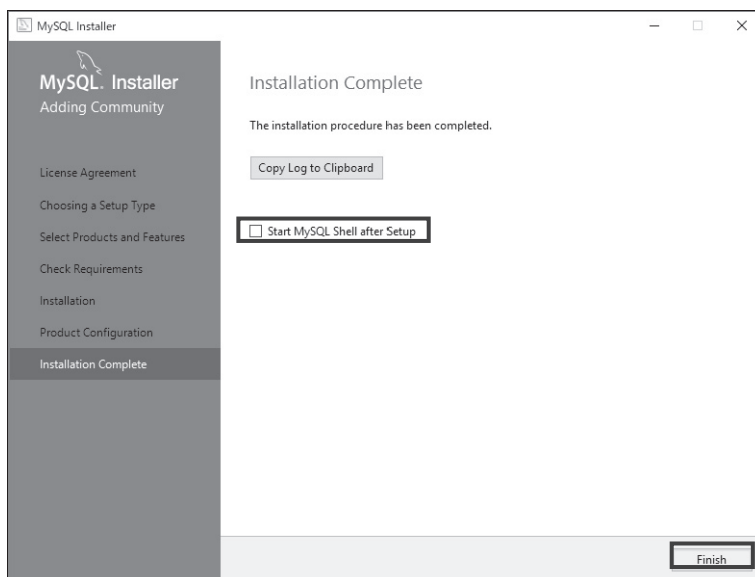 MySQL Installer
MySQL. Installer
Adding Community
License Agreement
Choosing a Setup Type
Select Products and Features
Check Requirements
Installation
Product Configuration
Installation Complete
Installation Complete
The installation procedure has been completed.
Copy Log to Clipboard
Start MySQL Shell after Setup
Finish